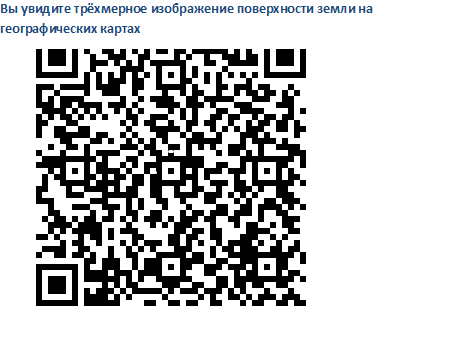 Вы увидите трёхмерное изображение поверхности земли на
географических картах